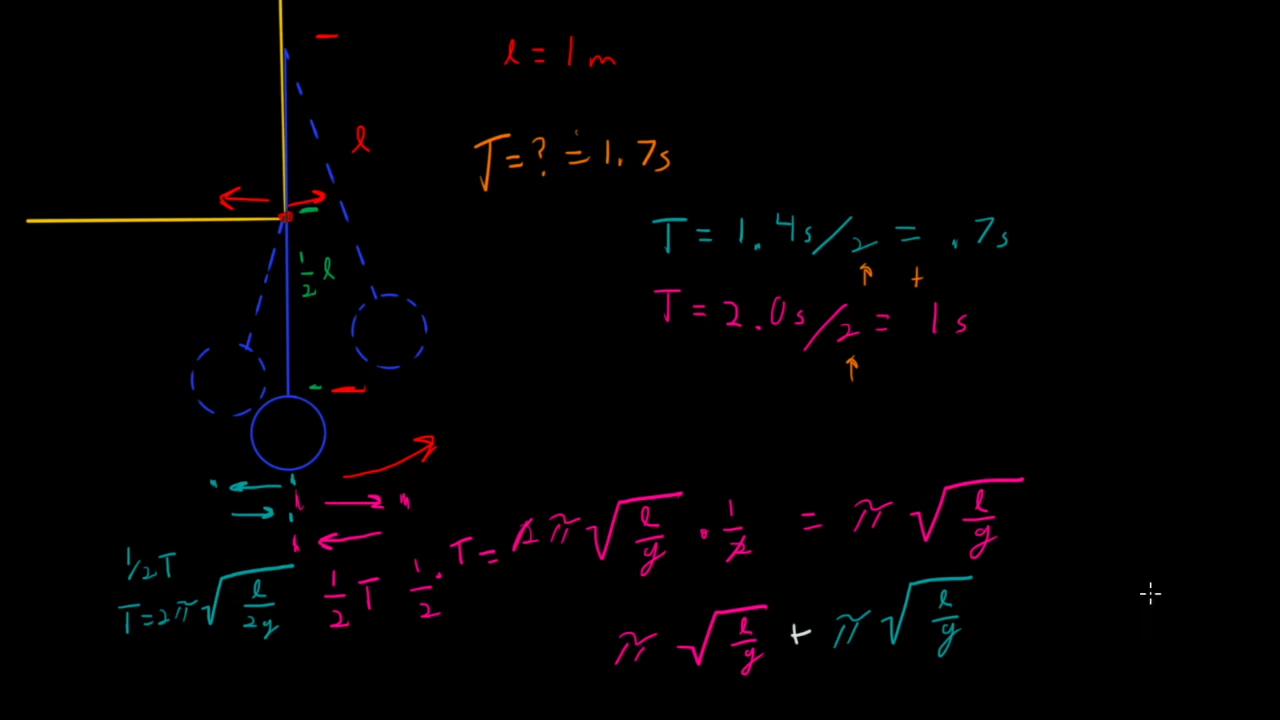 l = 1 m
l
T = ? ≐ 1.7s
T = 1.4s/2 = .7s
1/2 l
+
T = 2.0s/2 = 1s
1/2 · T = 2π √(l/g) · 1/2 = π √(l/g)
1/2 T
T = 2π √(l/2g)
1/2 T
π √(l/g) + π √(l/g)